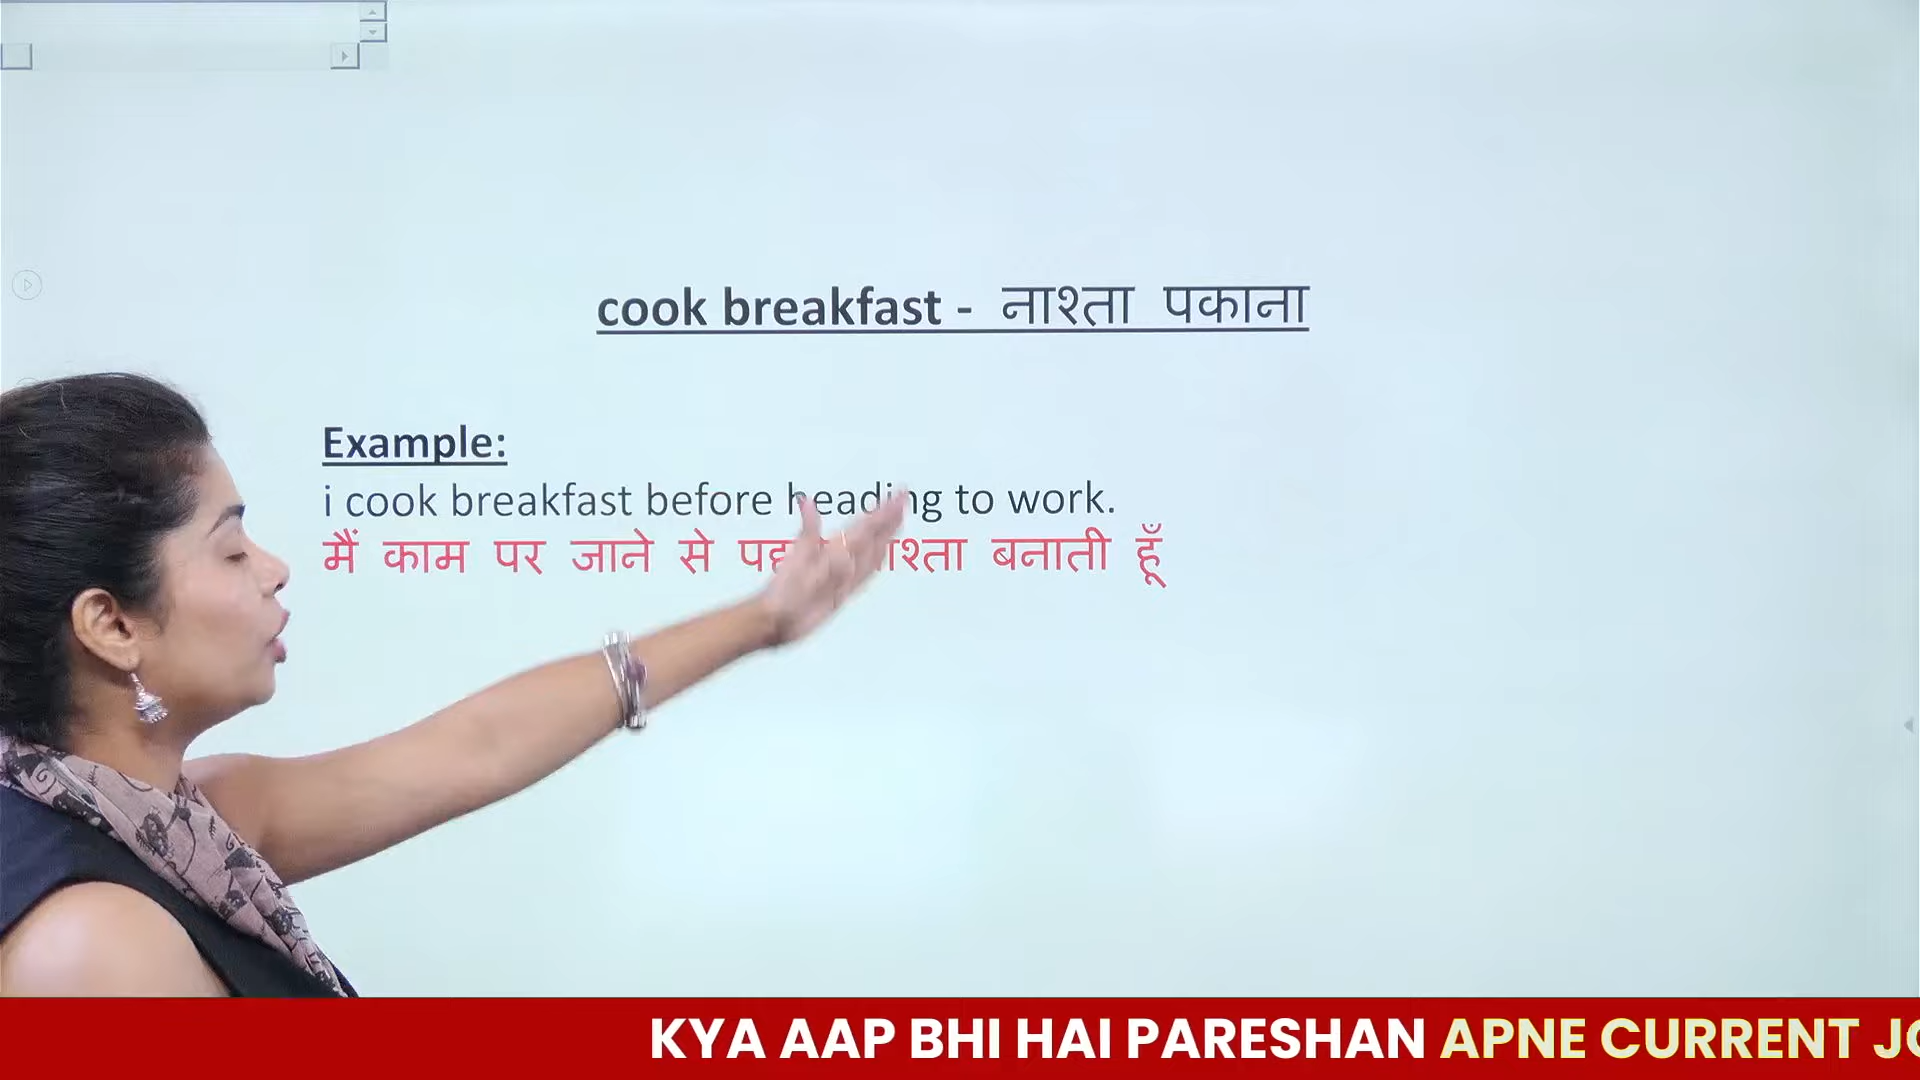 cook breakfast - नाश्ता पकाना
Example:
i cook breakfast before heading to work.
मैं काम पर जाने से बनाती हूँ
KYA AAP BHI HAI PARESHAN APNE CURRENT